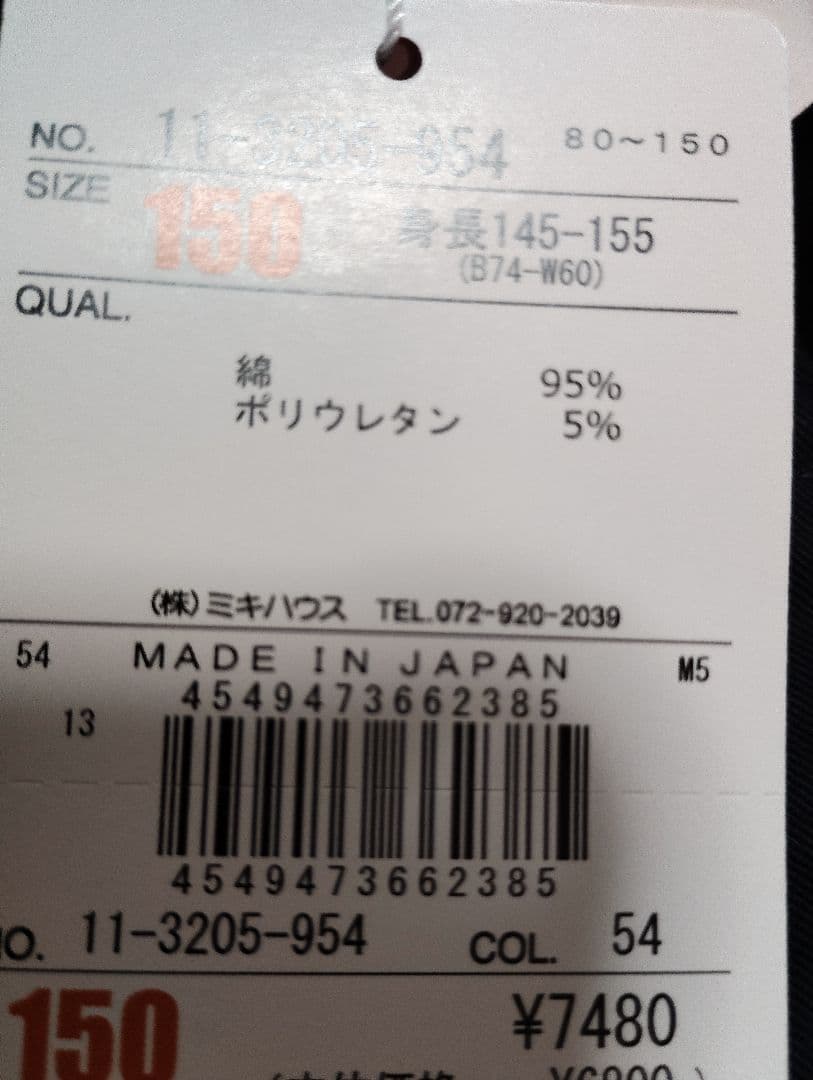 NO. 11-3205-954 80~150
SIZE 150 身長145-155
(B74-W60)
QUAL.
綿 95%
ポリウレタン 5%
(株)ミキハウス TEL.072-920-2039
54 MADE IN JAPAN M5
4549473662385
13
4549473662385
NO. 11-3205-954 COL. 54
150 ¥7480